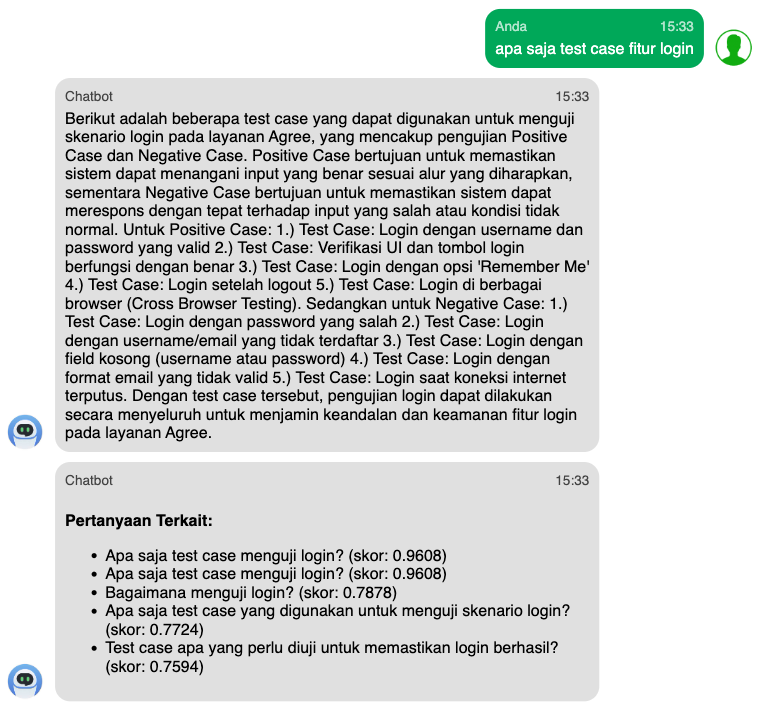 Anda 15:33
apa saja test case fitur login
Chatbot 15:33
Berikut adalah beberapa test case yang dapat digunakan untuk menguji
skenario login pada layanan Agree, yang mencakup pengujian Positive
Case dan Negative Case. Positive Case bertujuan untuk memastikan
sistem dapat menangani input yang benar sesuai alur yang diharapkan,
sementara Negative Case bertujuan untuk memastikan sistem dapat
merespons dengan tepat terhadap input yang salah atau kondisi tidak
normal. Untuk Positive Case: 1.) Test Case: Login dengan username dan
password yang valid 2.) Test Case: Verifikasi UI dan tombol login
berfungsi dengan benar 3.) Test Case: Login dengan opsi 'Remember Me'
4.) Test Case: Login setelah logout 5.) Test Case: Login di berbagai
browser (Cross Browser Testing). Sedangkan untuk Negative Case: 1.)
Test Case: Login dengan password yang salah 2.) Test Case: Login
dengan username/email yang tidak terdaftar 3.) Test Case: Login dengan
field kosong (username atau password) 4.) Test Case: Login dengan
format email yang tidak valid 5.) Test Case: Login saat koneksi internet
terputus. Dengan test case tersebut, pengujian login dapat dilakukan
secara menyeluruh untuk menjamin keandalan dan keamanan fitur login
pada layanan Agree.
Chatbot 15:33
Pertanyaan Terkait:
• Apa saja test case menguji login? (skor: 0.9608)
• Apa saja test case menguji login? (skor: 0.9608)
• Bagaimana menguji login? (skor: 0.7878)
• Apa saja test case yang digunakan untuk menguji skenario login?
(skor: 0.7724)
• Test case apa yang perlu diuji untuk memastikan login berhasil?
(skor: 0.7594)